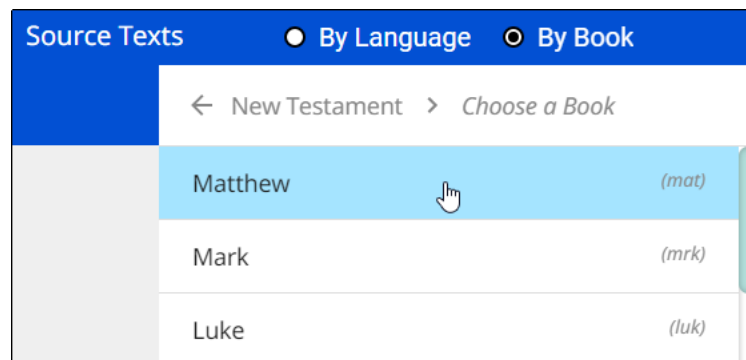 Source Texts By Language By Book
← New Testament > Choose a Book
Matthew (mat)
Mark (mrk)
Luke (luk)